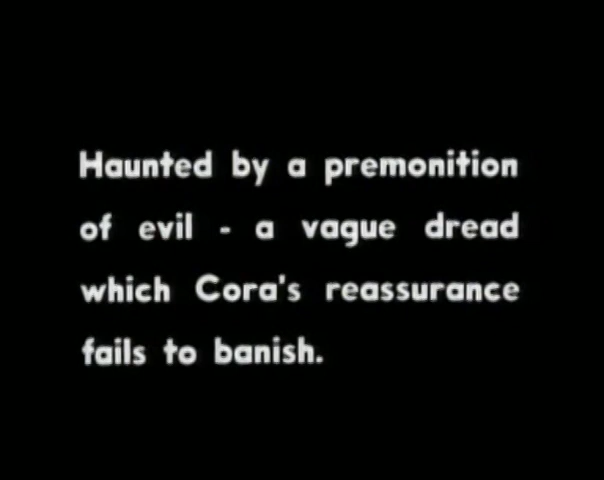 Haunted by a premonition
of evil - a vague dread
which Cora's reassurance
fails to banish.